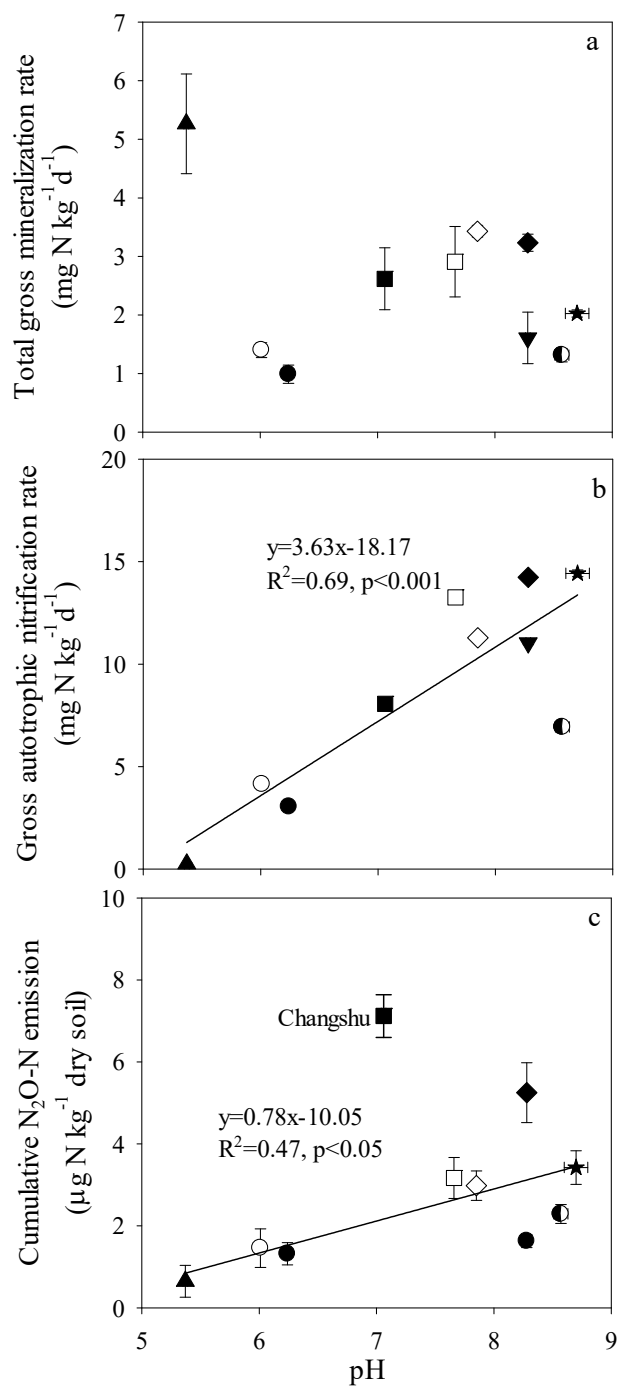 a
Total gross mineralization rate
(mg N kg⁻¹ d⁻¹)
7
6
5
4
3
2
1
0
b
Gross autotrophic nitrification rate
(mg N kg⁻¹ d⁻¹)
20
15
10
5
0
y=3.63x-18.17
R²=0.69, p<0.001
c
Cumulative N₂O-N emission
(µg N kg⁻¹ dry soil)
10
8
6
4
2
0
Changshu
y=0.78x-10.05
R²=0.47, p<0.05
5 6 7 8 9
pH